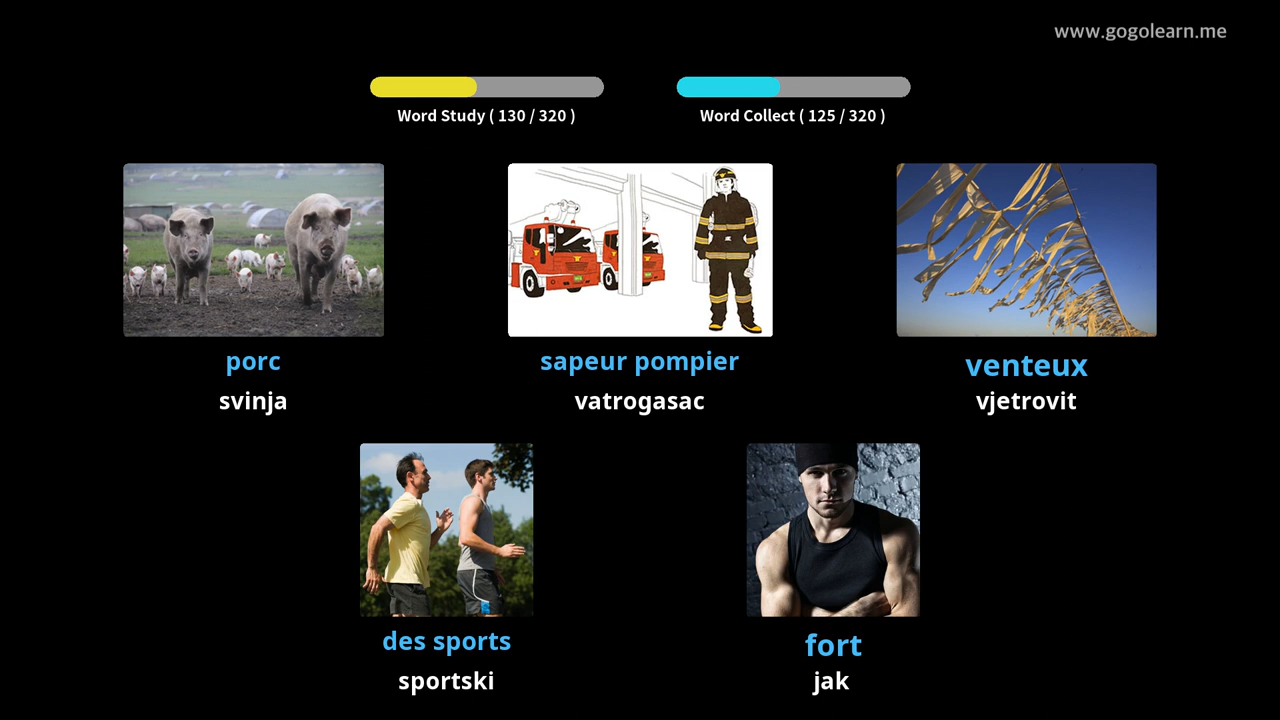 www.gogolearn.me
Word Study ( 130 / 320 )
Word Collect ( 125 / 320 )
porc
svinja
sapeur pompier
vatrogasac
venteux
vjetrovit
des sports
sportski
fort
jak